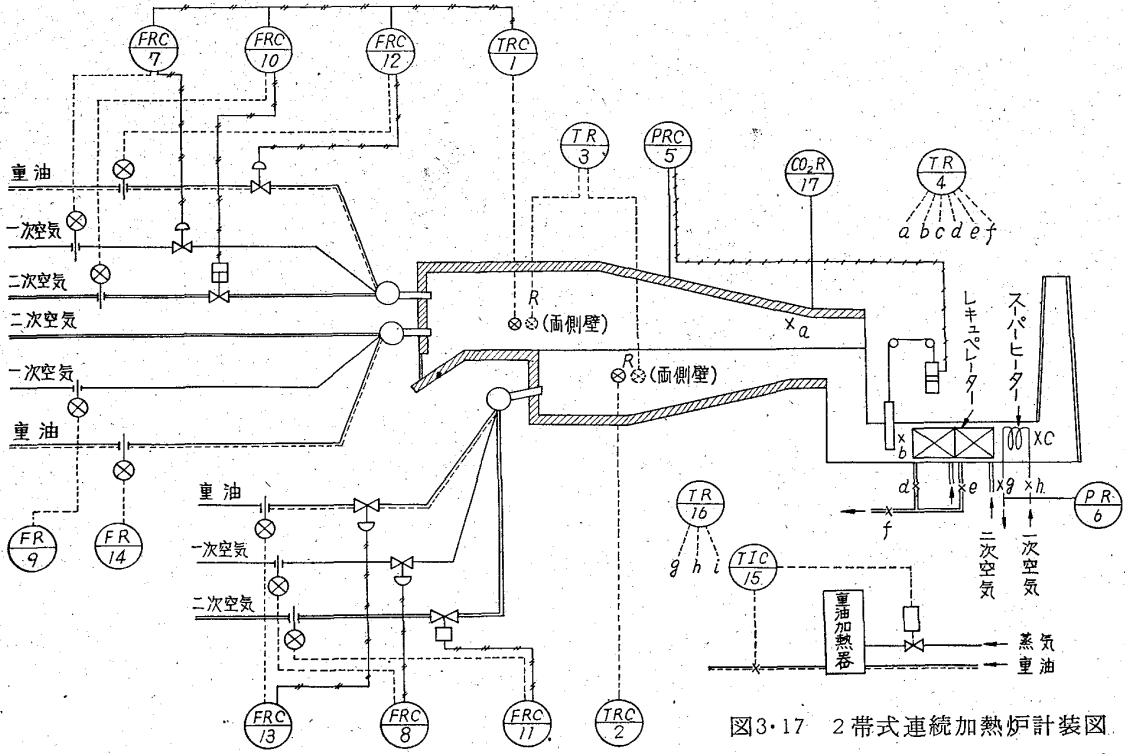 FRC 7
FRC 10
FRC 12
TRC 1
TR 3
PRC 5
CO₂R 17
TR 4
a b c d e f
重油
一次空気
二次空気
二次空気
一次空気
重油
R
(両側壁)
R
(両側壁)
a
レキュペレーター
スーパーヒーター
b
c
d
e
g
h
f
二次空気
一次空気
PR 6
FR 9
FR 14
重油
一次空気
二次空気
TR 16
g h i
TIC 15
重油加熱器
蒸気
重油
FRC 13
FRC 8
FRC 11
TRC 2
図3・17 2帯式連続加熱炉計装図